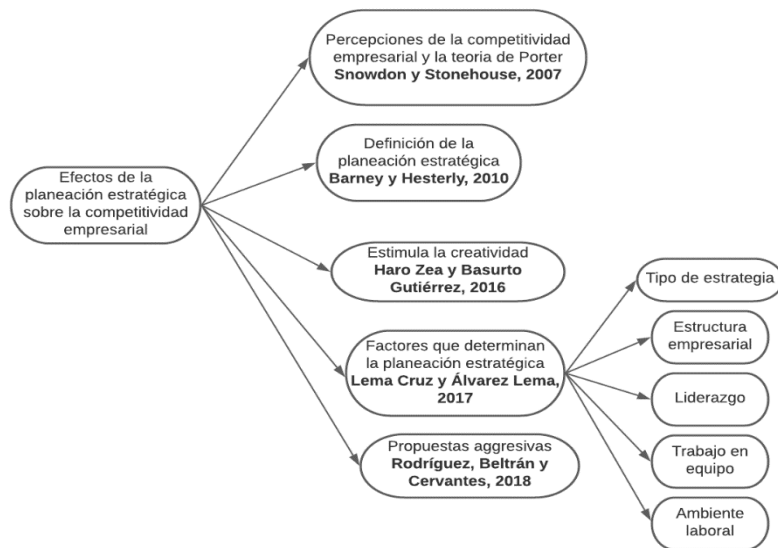 Percepciones de la competitividad
empresarial y la teoria de Porter
Snowdon y Stonehouse, 2007
Definición de la
planeación estratégica
Barney y Hesterly, 2010
Efectos de la
planeación estratégica
sobre la competitividad
empresarial
Estimula la creatividad
Haro Zea y Basurto
Gutiérrez, 2016
Factores que determinan
la planeación estratégica
Lema Cruz y Álvarez Lema,
2017
Propuestas aggresivas
Rodríguez, Beltrán y
Cervantes, 2018
Tipo de estrategia
Estructura
empresarial
Liderazgo
Trabajo en
equipo
Ambiente
laboral